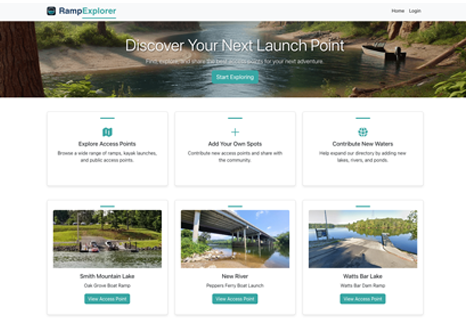 RampExplorer
Home Login
Discover Your Next Launch Point
Find, explore, and share the best access points for your next adventure.
Start Exploring
Explore Access Points
Browse a wide range of ramps, kayak launches,
and public access points.
Add Your Own Spots
Contribute new access points and share with
the community.
Contribute New Waters
Help expand our directory by adding new
lakes, rivers, or ponds.
Smith Mountain Lake
Oak Grove Boat Ramp
View Access Point
New River
Peppers Ferry Boat Launch
View Access Point
Watts Bar Lake
Watts Bar Dam Ramp
View Access Point